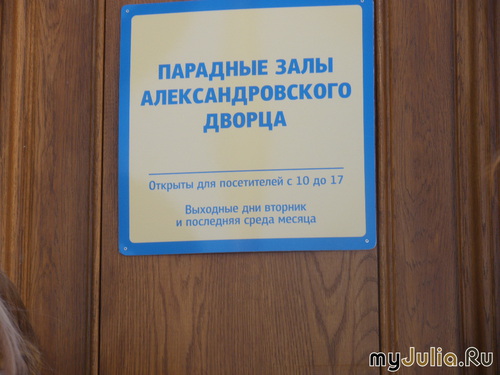 ПАРАДНЫЕ ЗАЛЫ
АЛЕКСАНДРОВСКОГО
ДВОРЦА
Открыты для посетителей с 10 до 17
Выходные дни вторник
и последняя среда месяца
myJulia.Ru